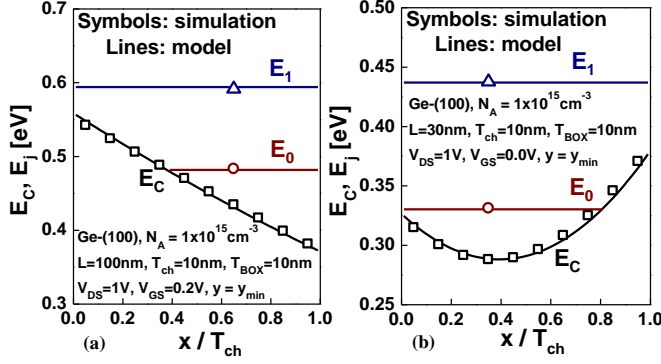 Symbols: simulation
Lines: model
E1
E0
EC
Ge-(100), NA = 1x10^15 cm^-3
L=100nm, Tch=10nm, TBOX=10nm
VDS=1V, VGS=0.2V, y = ymin
EC, Ej [eV]
0.7
0.6
0.5
0.4
0.3
0.0 0.2 0.4 0.6 0.8 1.0
(a) x / Tch
Symbols: simulation
Lines: model
E1
Ge-(100), NA = 1x10^15 cm^-3
L=30nm, Tch=10nm, TBOX=10nm
VDS=1V, VGS=0.0V, y = ymin
E0
EC
EC, Ej [eV]
0.50
0.45
0.40
0.35
0.30
0.25
0.0 0.2 0.4 0.6 0.8 1.0
(b) x / Tch